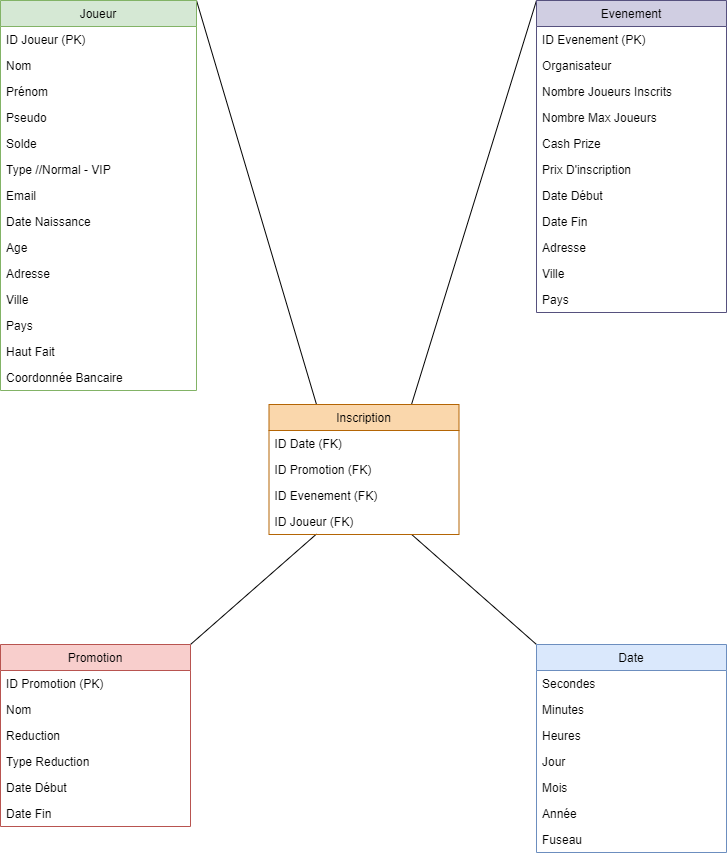 Joueur
ID Joueur (PK)
Nom
Prénom
Pseudo
Solde
Type //Normal - VIP
Email
Date Naissance
Age
Adresse
Ville
Pays
Haut Fait
Coordonnée Bancaire
Evenement
ID Evenement (PK)
Organisateur
Nombre Joueurs Inscrits
Nombre Max Joueurs
Cash Prize
Prix D'inscription
Date Début
Date Fin
Adresse
Ville
Pays
Inscription
ID Date (FK)
ID Promotion (FK)
ID Evenement (FK)
ID Joueur (FK)
Promotion
ID Promotion (PK)
Nom
Reduction
Type Reduction
Date Début
Date Fin
Date
Secondes
Minutes
Heures
Jour
Mois
Année
Fuseau